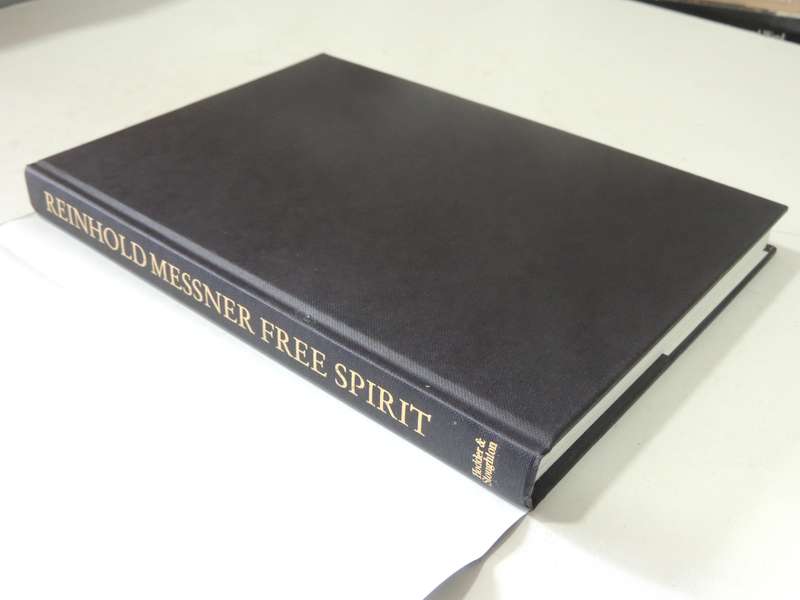 REINHOLD MESSNER FREE SPIRIT
Hodder &
Stoughton